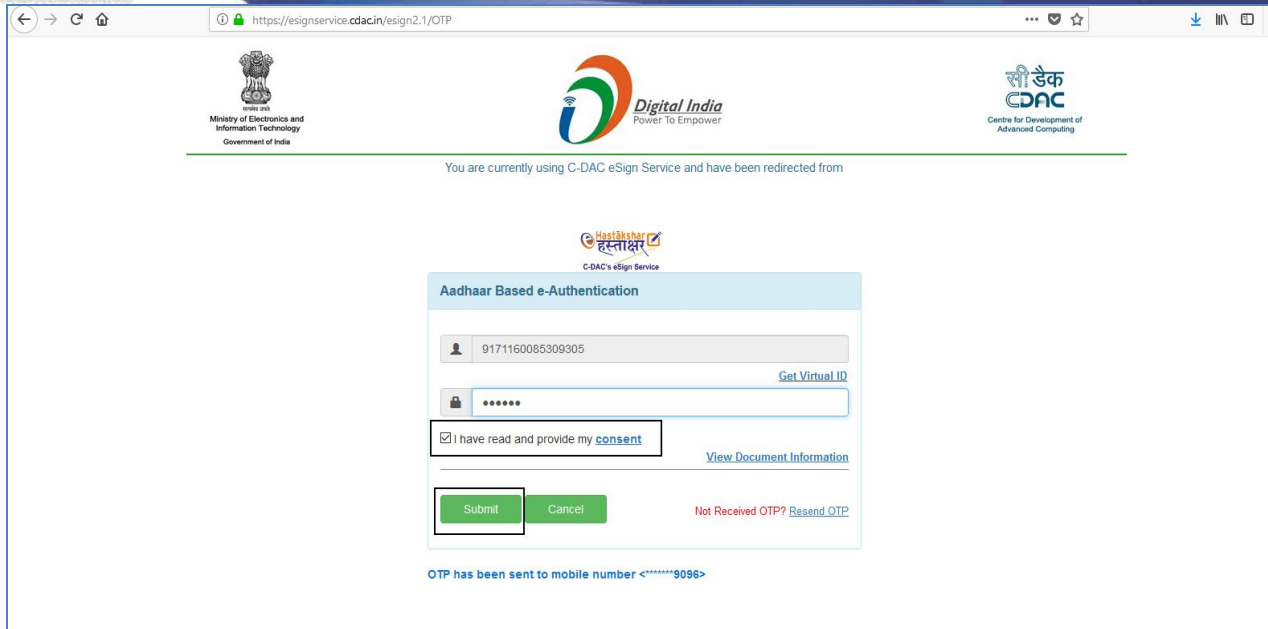 https://esignservice.cdac.in/esign2.1/OTP
सत्यमेव जयते
Ministry of Electronics and
Information Technology
Government of India
Digital India
Power To Empower
सी डैक
CDAC
Centre for Development of
Advanced Computing
You are currently using C-DAC eSign Service and have been redirected from
e Hastākshar
हस्ताक्षर
C-DAC's eSign Service
Aadhaar Based e-Authentication
9171160085309305
Get Virtual ID
••••••
I have read and provide my consent
View Document Information
Submit Cancel Not Received OTP? Resend OTP
OTP has been sent to mobile number <*******9096>